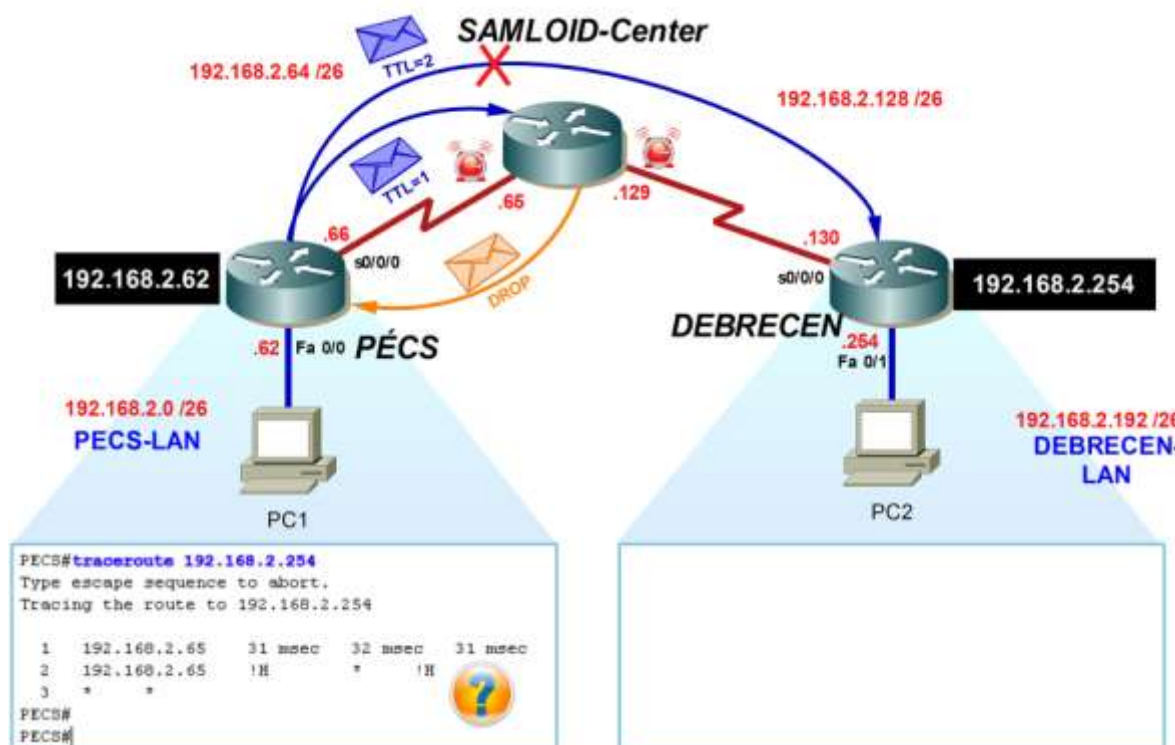 SAMLOID-Center
TTL=2
192.168.2.64 /26
192.168.2.128 /26
TTL=1
.65
.129
.66
.130
s0/0/0
s0/0/0
192.168.2.62
192.168.2.254
DROP
DEBRECEN
PÉCS
.62
Fa 0/0
.254
Fa 0/1
192.168.2.0 /26
PECS-LAN
192.168.2.192 /26
DEBRECEN-
LAN
PC1
PC2
PECS#traceroute 192.168.2.254
Type escape sequence to abort.
Tracing the route to 192.168.2.254
1 192.168.2.65 31 msec 32 msec 31 msec
2 192.168.2.65 !H * !H
3 * *
?
PECS#
PECS#